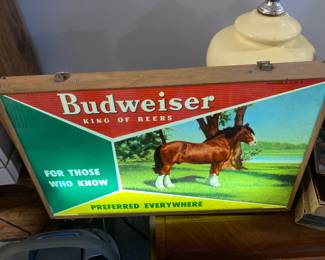 Budweiser
KING OF BEERS
FOR THOSE
WHO KNOW
PREFERRED EVERYWHERE